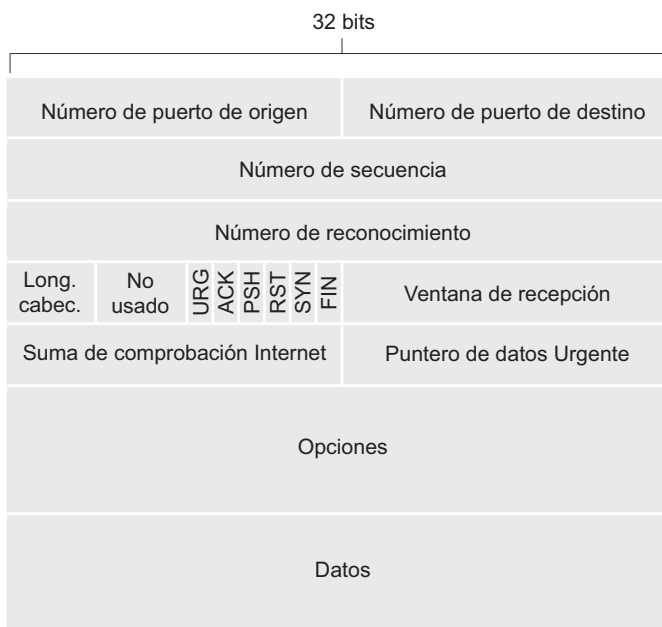 32 bits
Número de puerto de origen
Número de puerto de destino
Número de secuencia
Número de reconocimiento
Long.
cabec.
No
usado
URG
ACK
PSH
RST
SYN
FIN
Ventana de recepción
Suma de comprobación Internet
Puntero de datos Urgente
Opciones
Datos